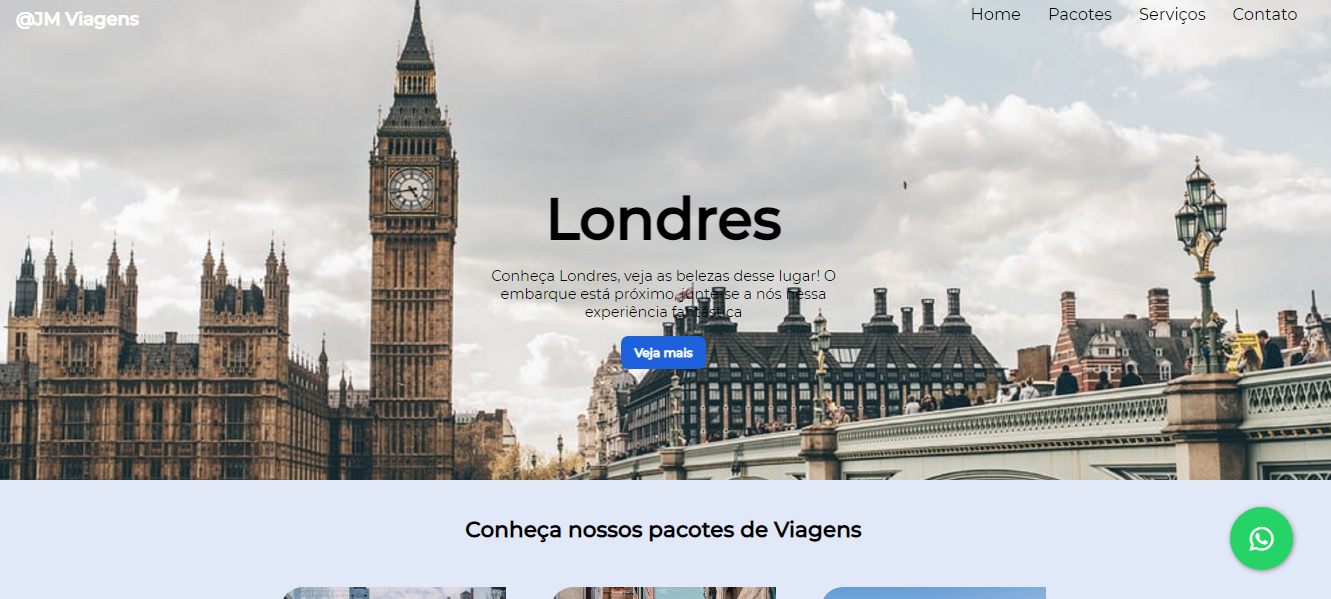 @JM Viagens
Home Pacotes Serviços Contato
Londres
Conheça Londres, veja as belezas desse lugar! O
embarque está próximo, junte-se a nós nessa
experiência fantástica
Veja mais
Conheça nossos pacotes de Viagens